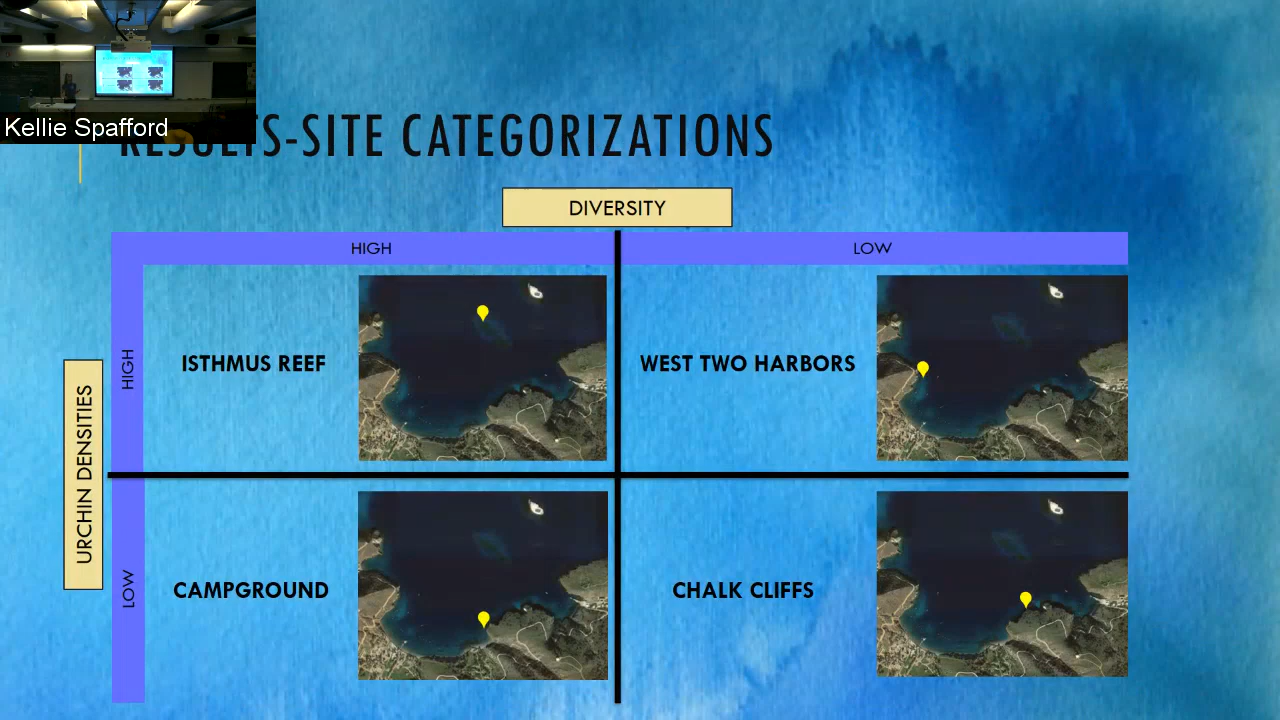 Kellie Spafford
RESULTS-SITE CATEGORIZATIONS
DIVERSITY
HIGH
LOW
URCHIN DENSITIES
HIGH
ISTHMUS REEF
WEST TWO HARBORS
LOW
CAMPGROUND
CHALK CLIFFS